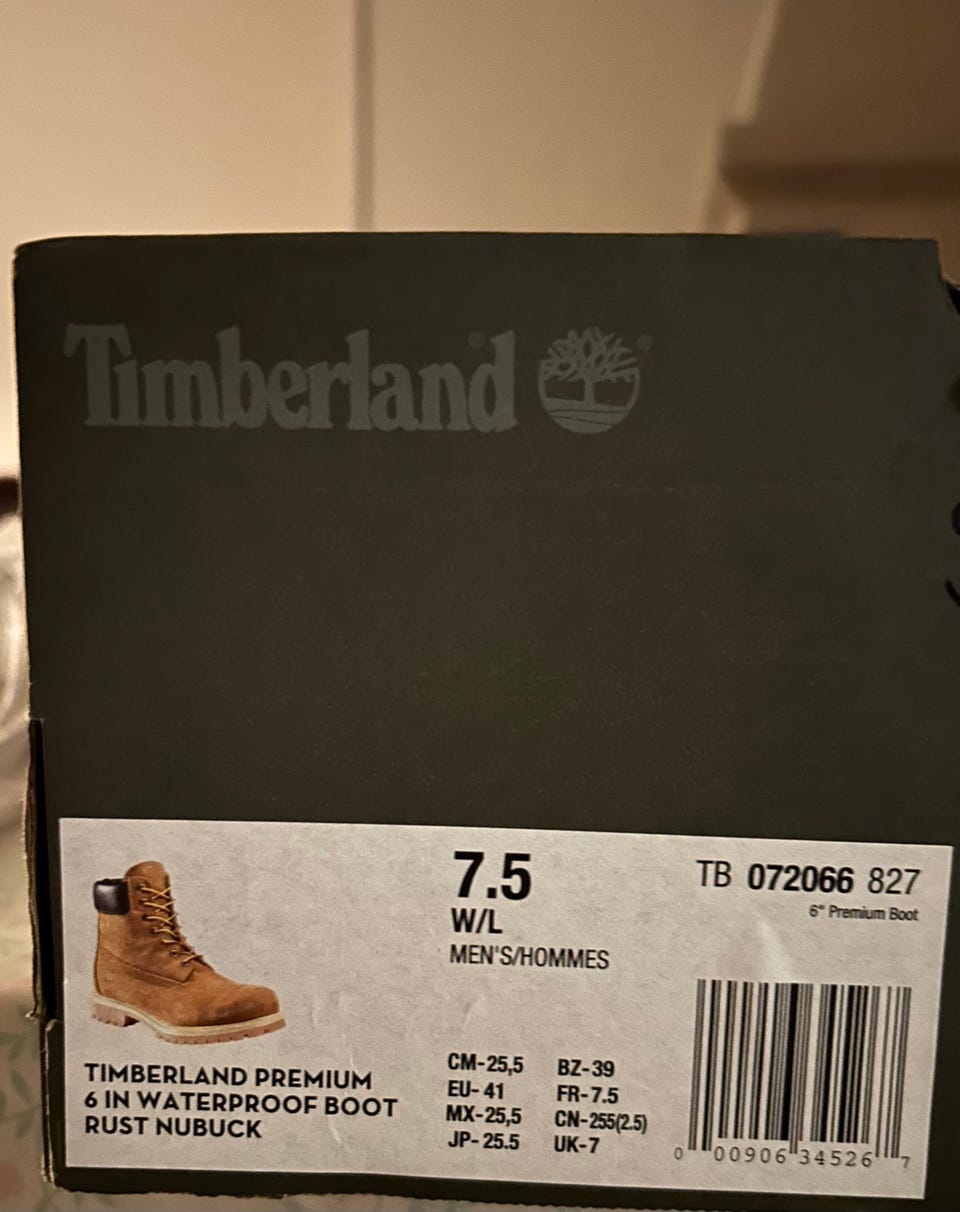 Timberland
7.5
W/L
MEN'S/HOMMES
TB 072066 827
6" Premium Boot
TIMBERLAND PREMIUM
6 IN WATERPROOF BOOT
RUST NUBUCK
CM-25,5 BZ-39
EU- 41 FR-7.5
MX-25,5 CN-255(2.5)
JP- 25.5 UK-7
0 00906 34526 7